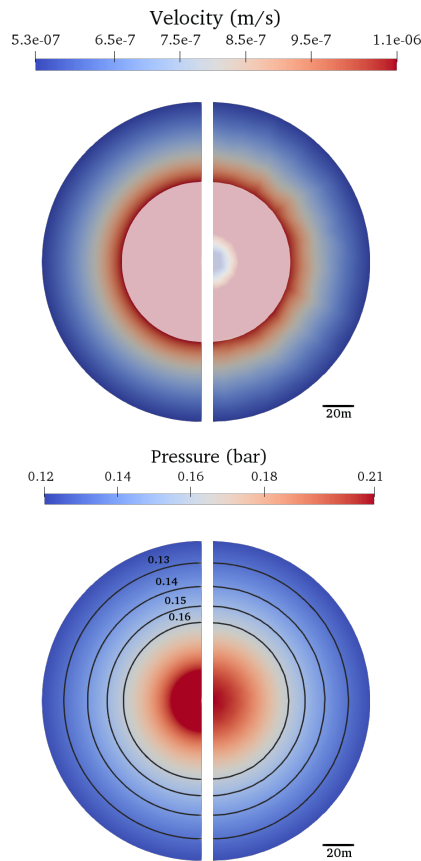 Velocity (m/s)
5.3e-07 6.5e-7 7.5e-7 8.5e-7 9.5e-7 1.1e-06
20m
Pressure (bar)
0.12 0.14 0.16 0.18 0.21
0.13
0.14
0.15
0.16
20m